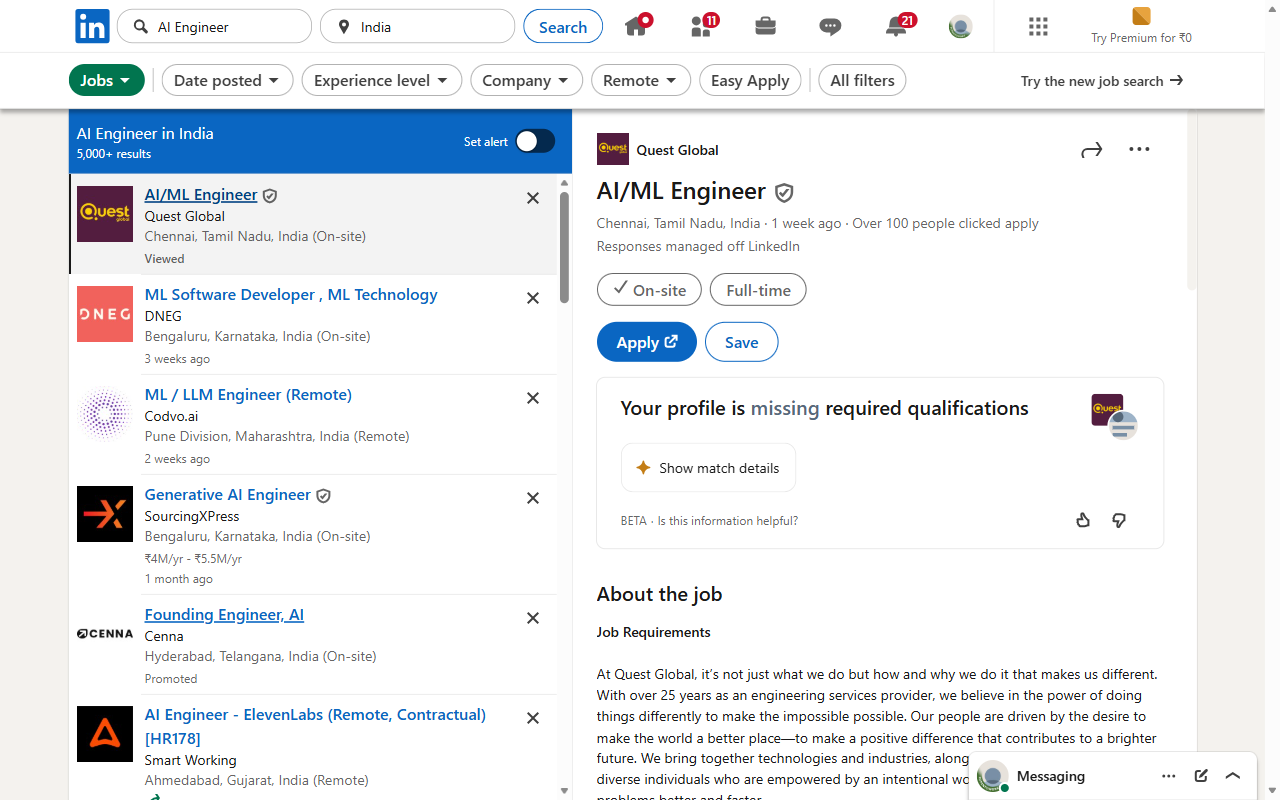 in
AI Engineer
India
Search
11
21
Try Premium for ₹0
Jobs
Date posted
Experience level
Company
Remote
Easy Apply
All filters
Try the new job search →
AI Engineer in India
5,000+ results
Set alert
Quest global
AI/ML Engineer
Quest Global
Chennai, Tamil Nadu, India (On-site)
Viewed
DNEG
ML Software Developer , ML Technology
DNEG
Bengaluru, Karnataka, India (On-site)
3 weeks ago
ML / LLM Engineer (Remote)
Codvo.ai
Pune Division, Maharashtra, India (Remote)
2 weeks ago
Generative AI Engineer
SourcingXPress
Bengaluru, Karnataka, India (On-site)
₹4M/yr - ₹5.5M/yr
1 month ago
CENNA
Founding Engineer, AI
Cenna
Hyderabad, Telangana, India (On-site)
Promoted
AI Engineer - ElevenLabs (Remote, Contractual)
[HR178]
Smart Working
Ahmedabad, Gujarat, India (Remote)
Quest
Quest Global
AI/ML Engineer
Chennai, Tamil Nadu, India · 1 week ago · Over 100 people clicked apply
Responses managed off LinkedIn
On-site
Full-time
Apply
Save
Your profile is missing required qualifications
Quest
Show match details
BETA · Is this information helpful?
About the job
Job Requirements
At Quest Global, it’s not just what we do but how and why we do it that makes us different.
With over 25 years as an engineering services provider, we believe in the power of doing
things differently to make the impossible possible. Our people are driven by the desire to
make the world a better place—to make a positive difference that contributes to a brighter
future. We bring together technologies and industries, along
diverse individuals who are empowered by an intentional
problems better and faster.
Messaging